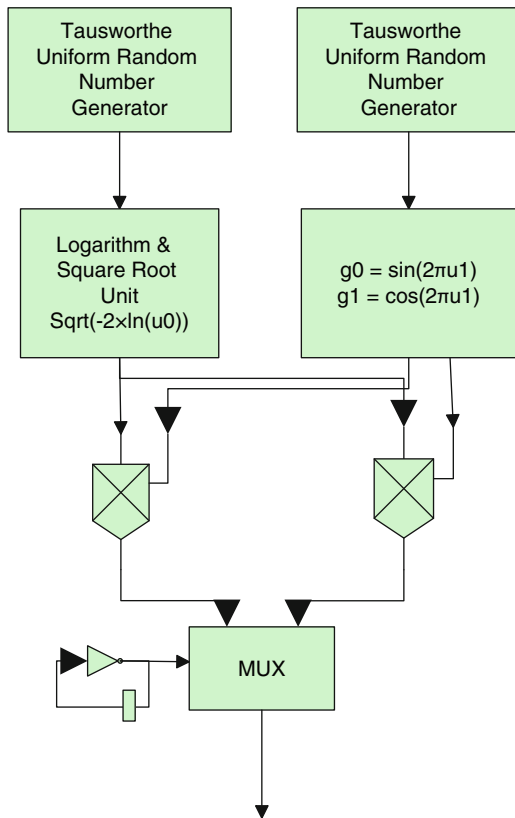 Tausworthe
Uniform Random
Number
Generator
Tausworthe
Uniform Random
Number
Generator
Logarithm &
Square Root
Unit
Sqrt(-2×ln(u0))
g0 = sin(2πu1)
g1 = cos(2πu1)
MUX